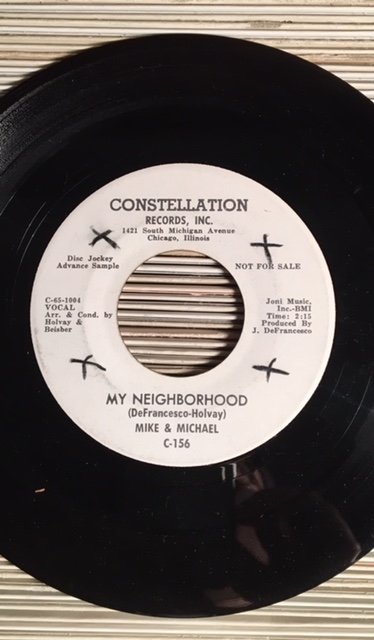 CONSTELLATION
RECORDS, INC.
1421 South Michigan Avenue
Chicago, Illinois
Disc Jockey
Advance Sample
NOT FOR SALE
C-65-1004
VOCAL
Arr. & Cond. by
Holvay &
Beisber
Joni Music,
Inc.-BMI
Time: 2:15
Produced By
J. DeFrancesco
MY NEIGHBORHOOD
(DeFrancesco-Holvay)
MIKE & MICHAEL
C-156